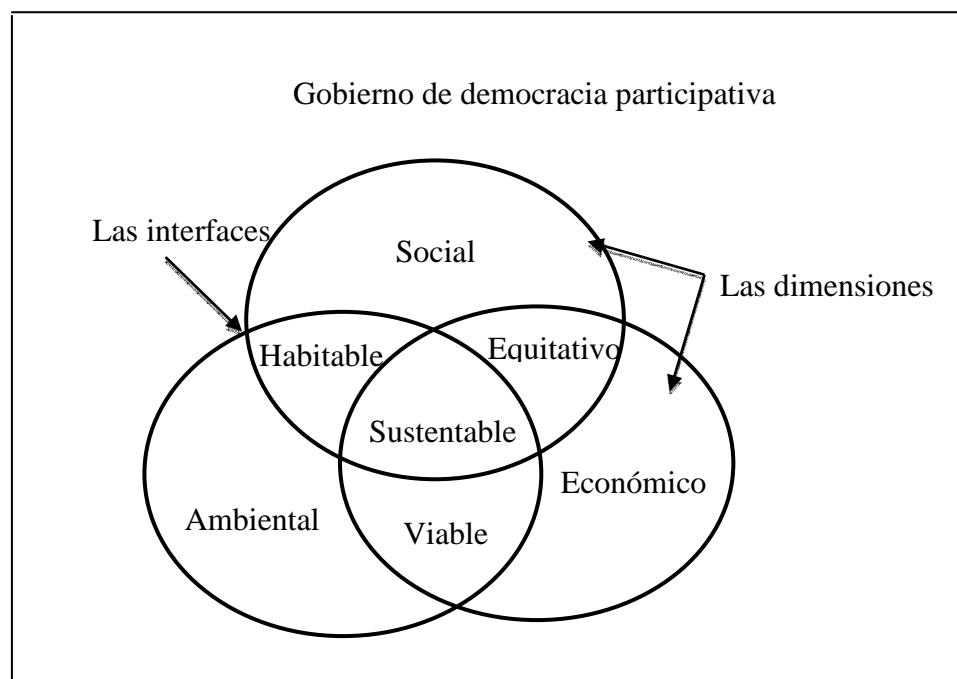 Gobierno de democracia participativa
Las interfaces
Social
Las dimensiones
Habitable
Equitativo
Sustentable
Económico
Ambiental
Viable